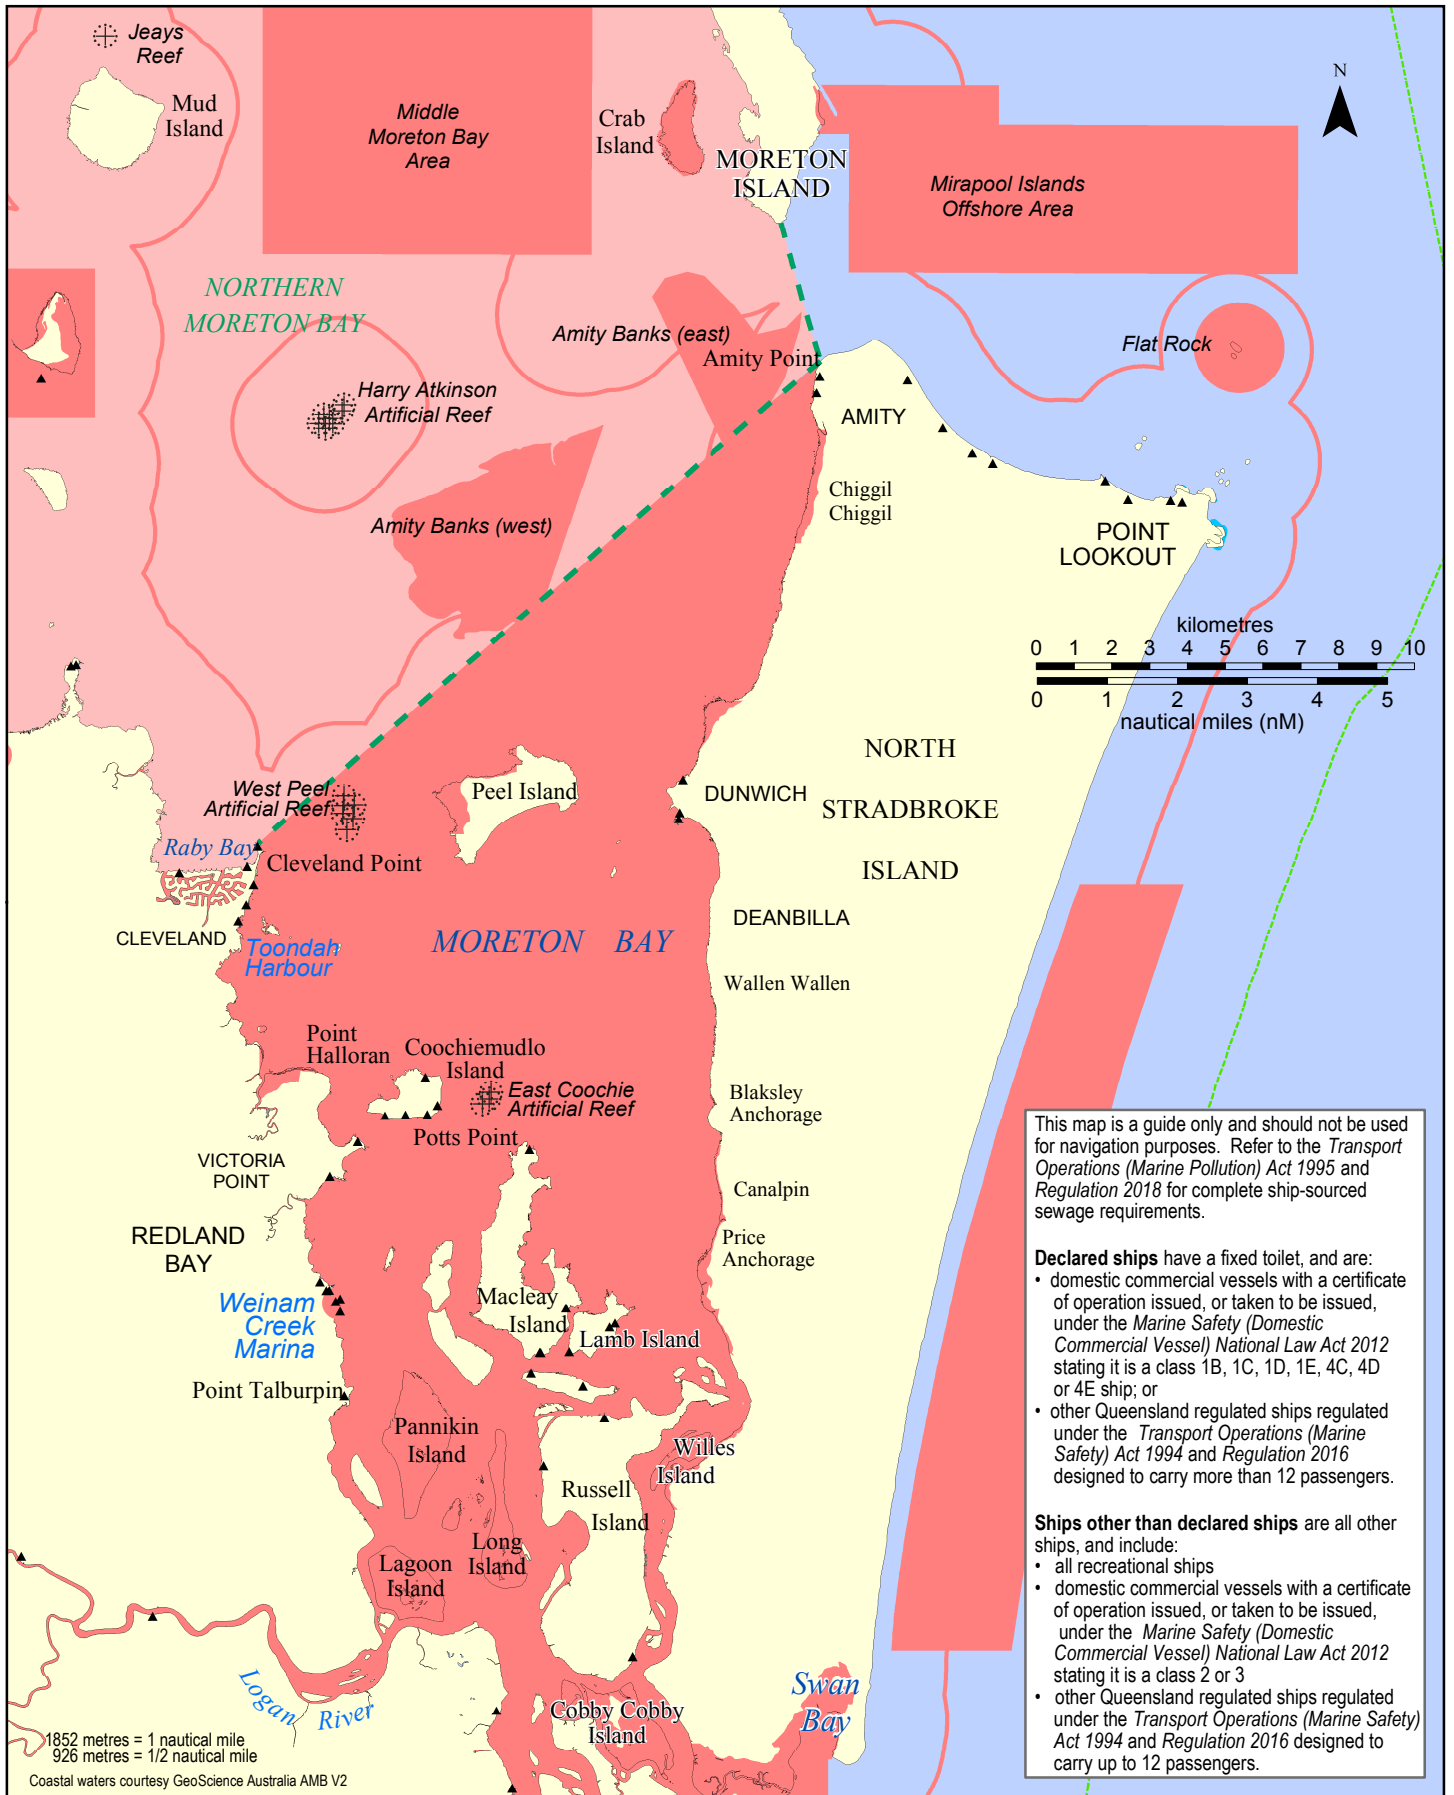 Jeays
Reef
Mud
Island
Middle
Moreton Bay
Area
Crab
Island
MORETON
ISLAND
N
Mirapool Islands
Offshore Area
NORTHERN
MORETON BAY
Amity Banks (east)
Amity Point
Flat Rock
Harry Atkinson
Artificial Reef
AMITY
Chiggil
Chiggil
Amity Banks (west)
POINT
LOOKOUT
kilometres
0 1 2 3 4 5 6 7 8 9 10
0 1 2 3 4 5
nautical miles (nM)
NORTH
STRADBROKE
ISLAND
West Peel
Artificial Reef
Peel Island
DUNWICH
Raby Bay
Cleveland Point
CLEVELAND
Toondah
Harbour
MORETON BAY
DEANBILLA
Wallen Wallen
Point
Halloran
Coochiemudlo
Island
East Coochie
Artificial Reef
Blaksley
Anchorage
Potts Point
VICTORIA
POINT
Canalpin
REDLAND
BAY
Price
Anchorage
Weinam
Creek
Marina
Macleay
Island
Lamb Island
Point Talburpin
Pannikin
Island
Willes
Island
Russell
Island
Long
Island
Lagoon
Island
Logan River
Cobby Cobby
Island
Swan
Bay
1852 metres = 1 nautical mile
926 metres = 1/2 nautical mile
Coastal waters courtesy GeoScience Australia AMB V2
This map is a guide only and should not be used
for navigation purposes. Refer to the Transport
Operations (Marine Pollution) Act 1995 and
Regulation 2018 for complete ship-sourced
sewage requirements.
Declared ships have a fixed toilet, and are:
• domestic commercial vessels with a certificate
of operation issued, or taken to be issued,
under the Marine Safety (Domestic
Commercial Vessel) National Law Act 2012
stating it is a class 1B, 1C, 1D, 1E, 4C, 4D
or 4E ship; or
• other Queensland regulated ships regulated
under the Transport Operations (Marine
Safety) Act 1994 and Regulation 2016
designed to carry more than 12 passengers.
Ships other than declared ships are all other
ships, and include:
• all recreational ships
• domestic commercial vessels with a certificate
of operation issued, or taken to be issued,
under the Marine Safety (Domestic
Commercial Vessel) National Law Act 2012
stating it is a class 2 or 3
• other Queensland regulated ships regulated
under the Transport Operations (Marine Safety)
Act 1994 and Regulation 2016 designed to
carry up to 12 passengers.